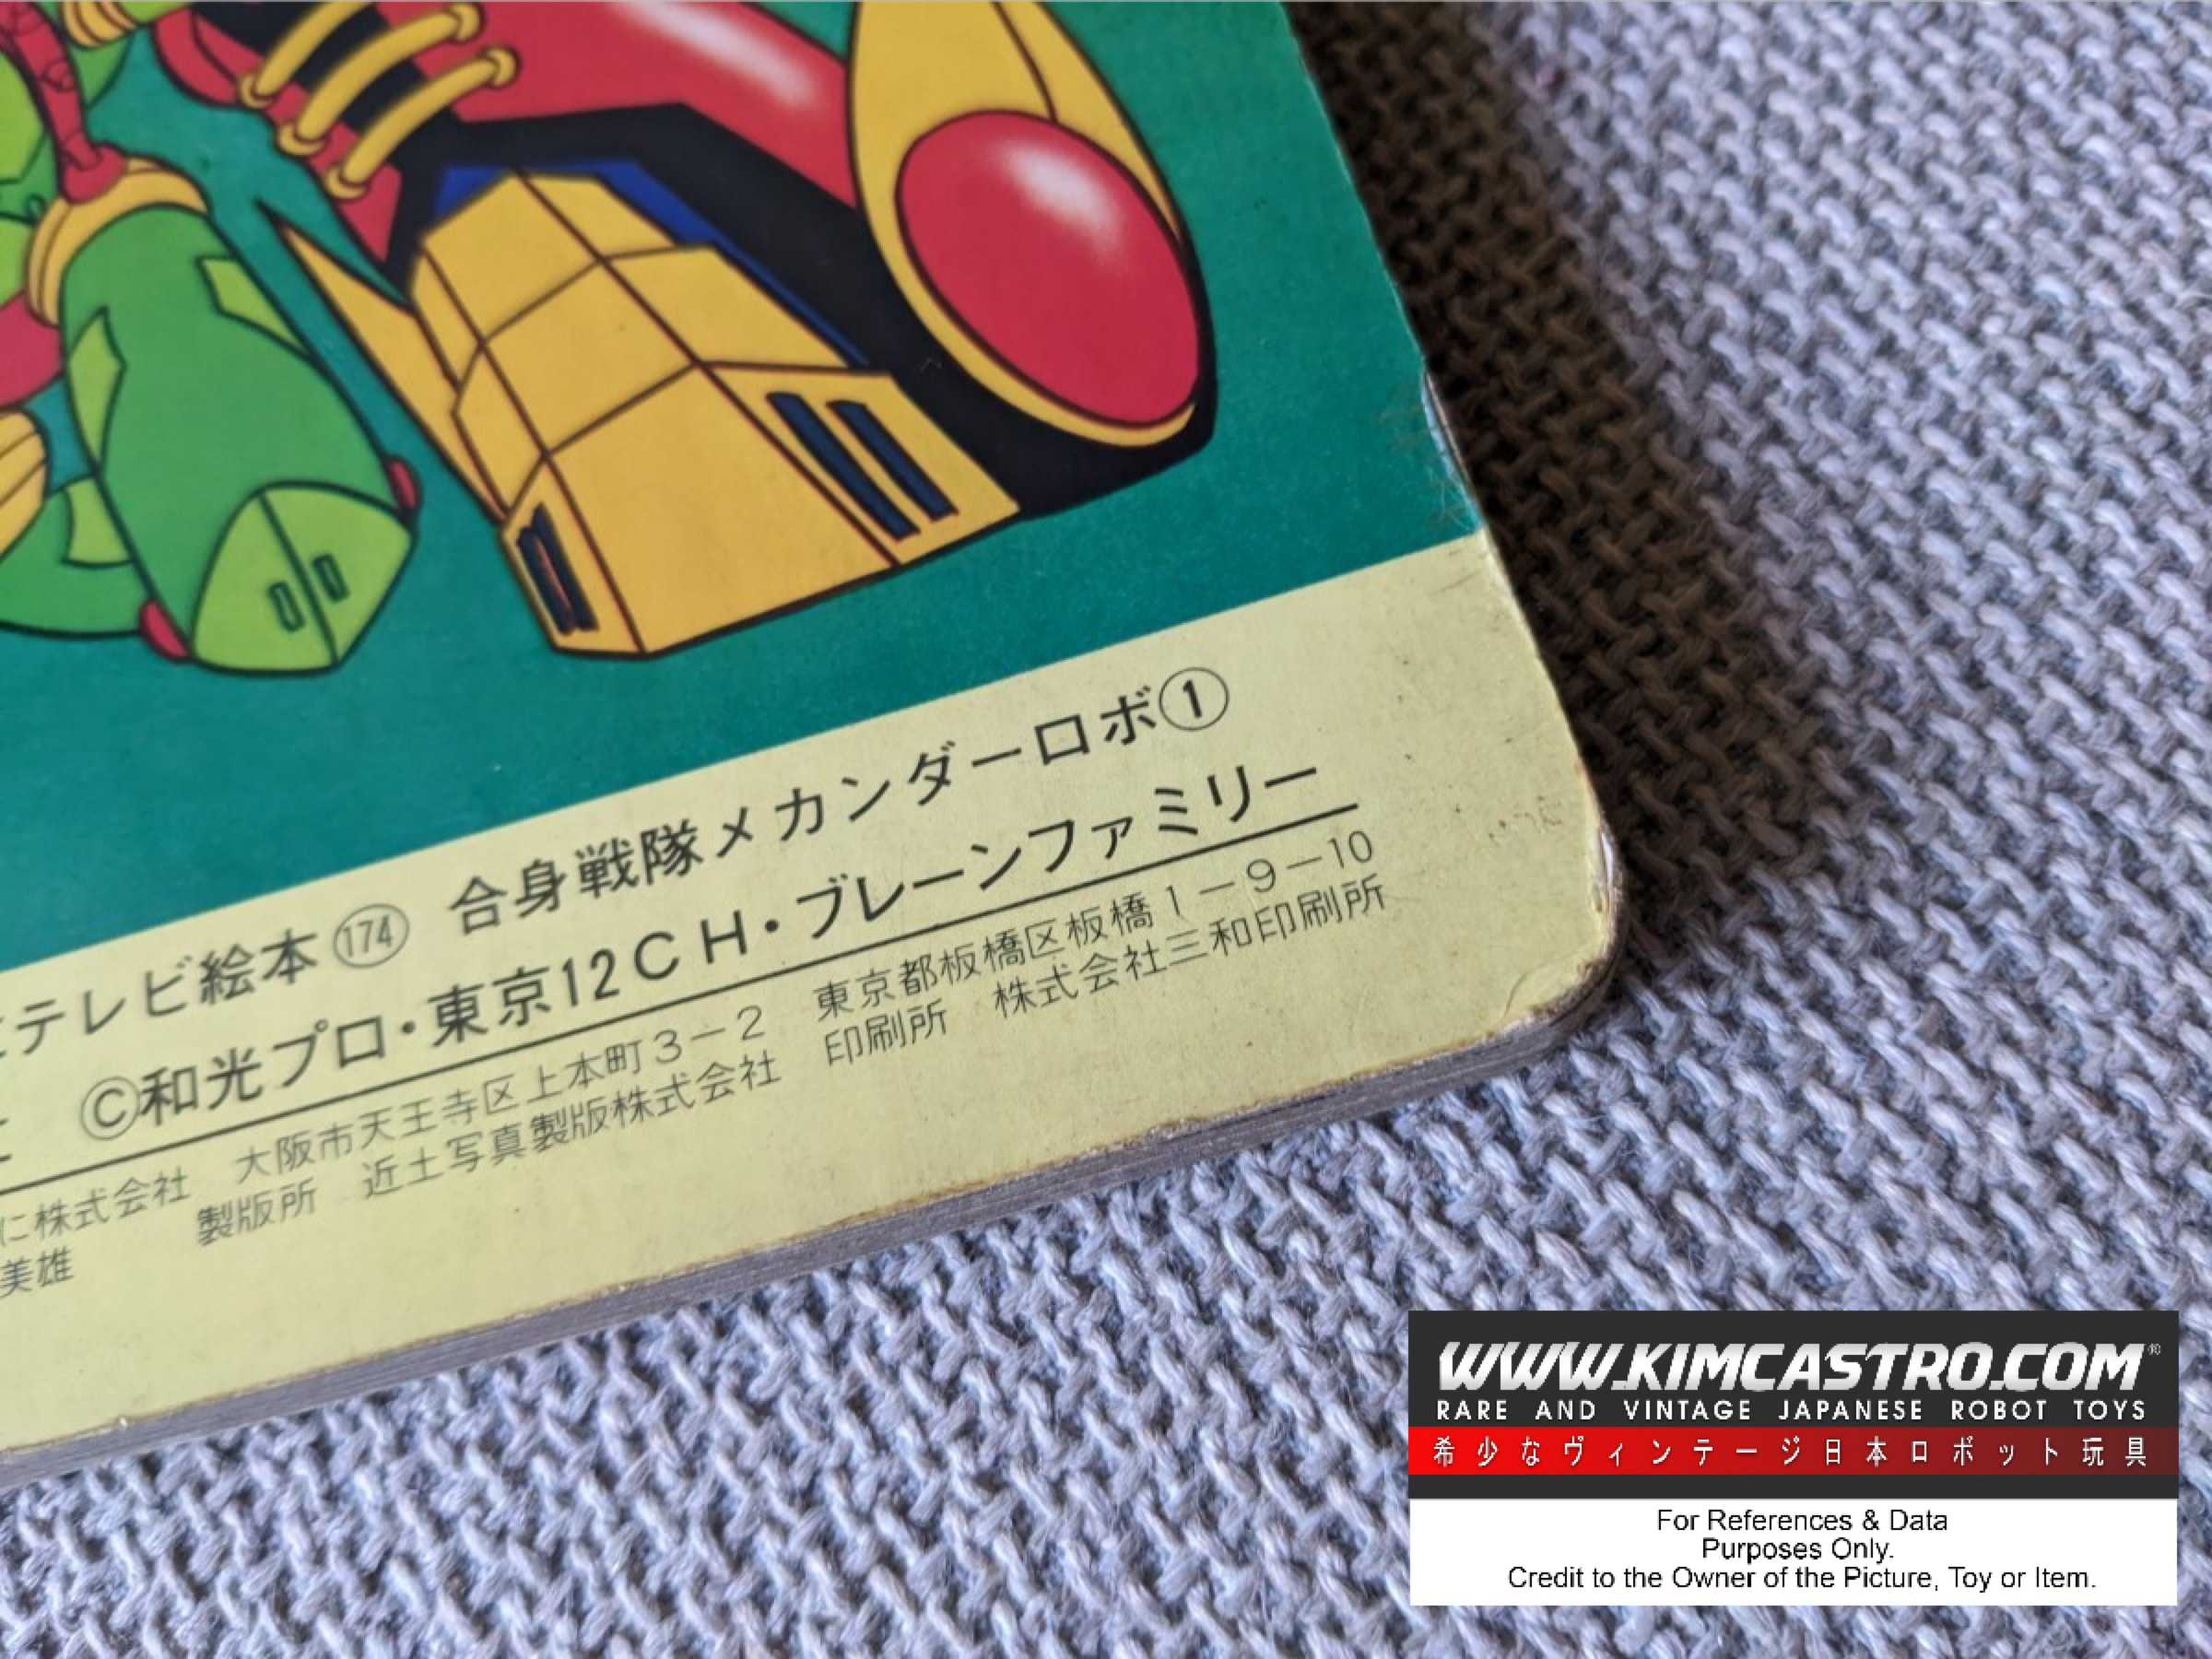 テレビ絵本174 合身戦隊メカンダーロボ①
©和光プロ・東京12CH・ブレーンファミリー
に株式会社 大阪市天王寺区上本町3-2 東京都板橋区板橋1-9-10
美雄 製版所 近土写真製版株式会社 印刷所 株式会社三和印刷所
WWW.KIMCASTRO.COM®
RARE AND VINTAGE JAPANESE ROBOT TOYS
希少なヴィンテージ日本ロボット玩具
For References & Data
Purposes Only.
Credit to the Owner of the Picture, Toy or Item.